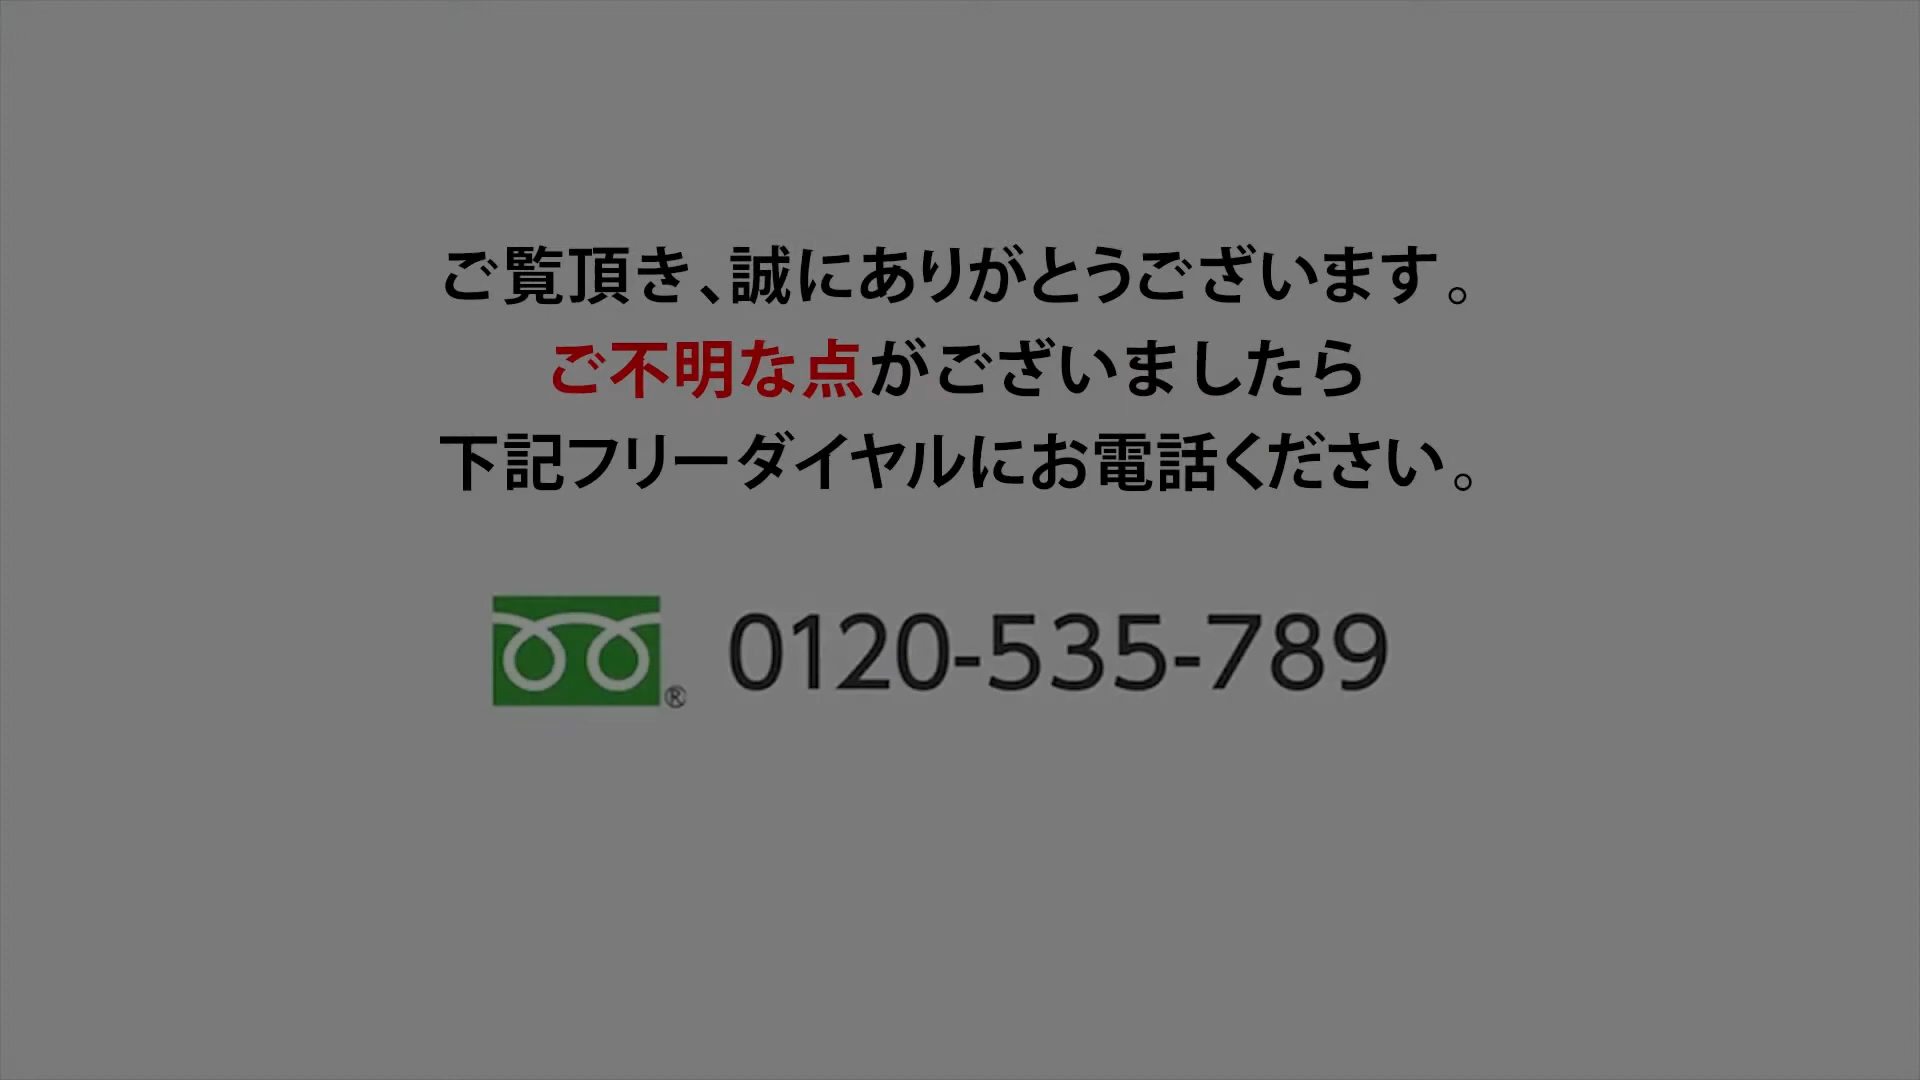 ご覧頂き、誠にありがとうございます。
ご不明な点がございましたら
下記フリーダイヤルにお電話ください。
® 0120-535-789